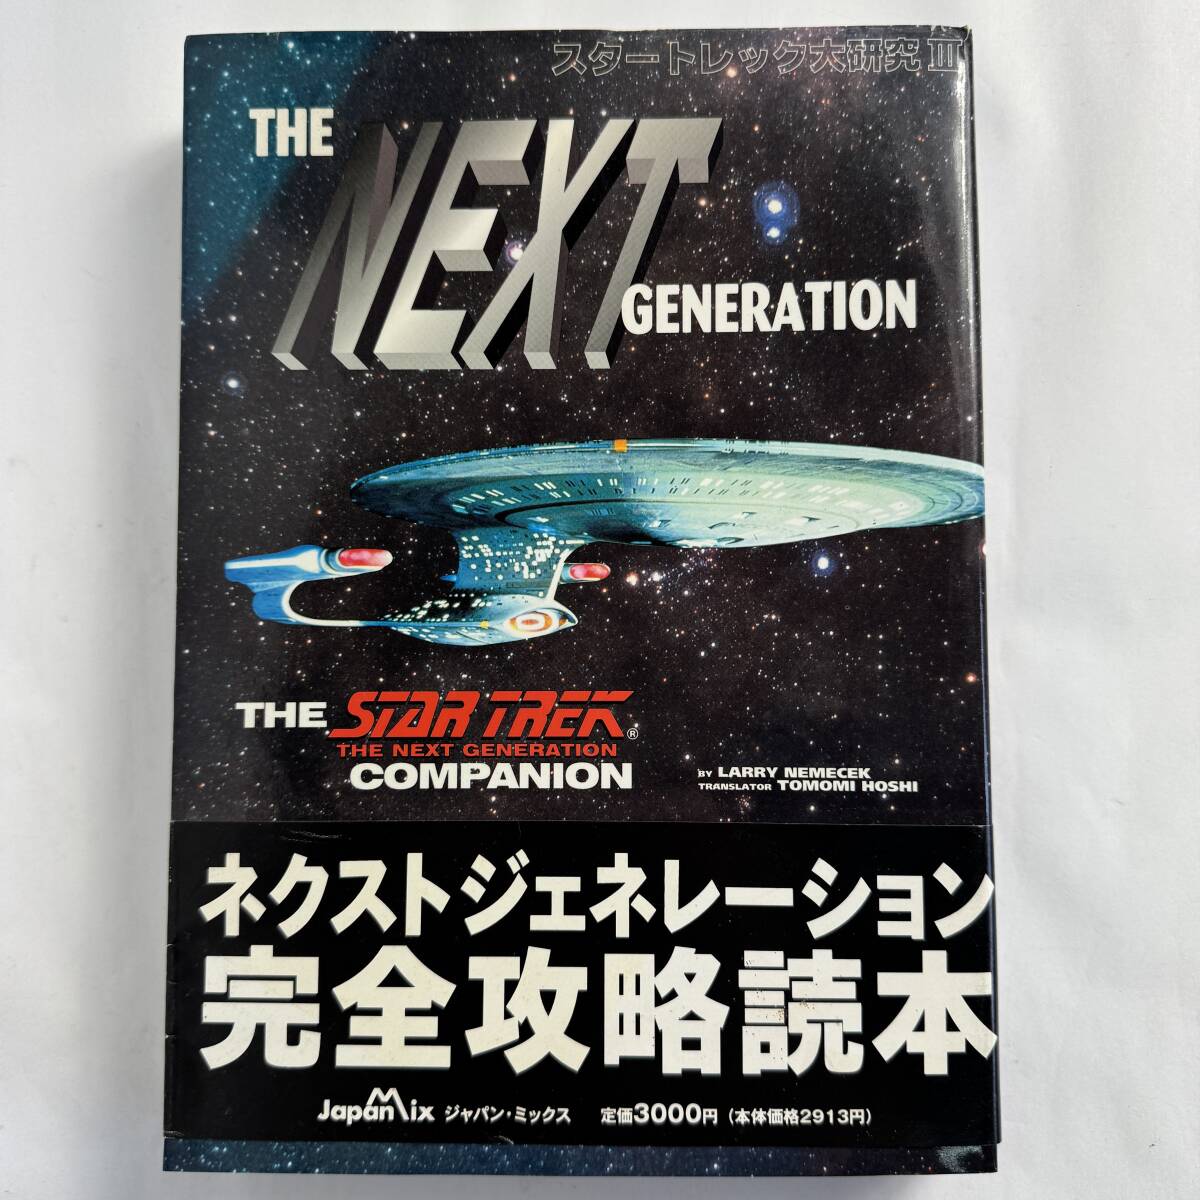 スタートレック大研究 III
THE
NEXT
GENERATION
THE STAR TREK®
THE NEXT GENERATION
COMPANION
BY LARRY NEMECEK
TRANSLATOR TOMOMI HOSHI
ネクストジェネレーション
完全攻略読本
JapanMix ジャパン・ミックス 定価3000円(本体価格2913円)